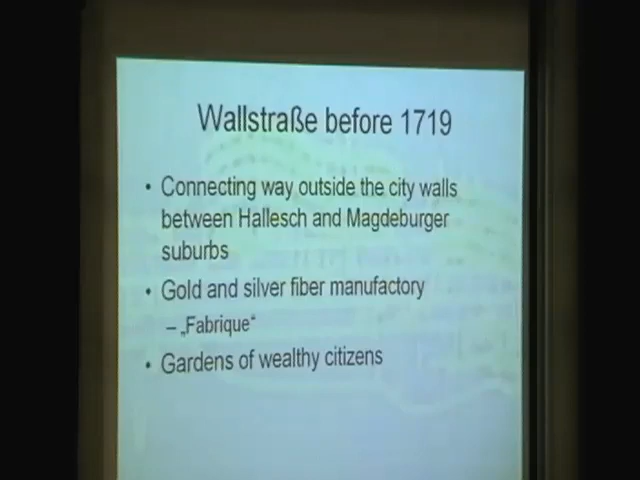 Wallstraße before 1719
• Connecting way outside the city walls
between Hallesch and Magdeburger
suburbs
• Gold and silver fiber manufactory
– „Fabrique“
• Gardens of wealthy citizens